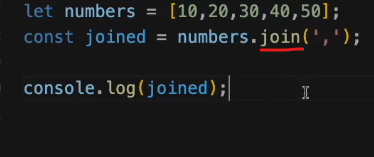 let numbers = [10,20,30,40,50];
const joined = numbers.join(',');
console.log(joined);